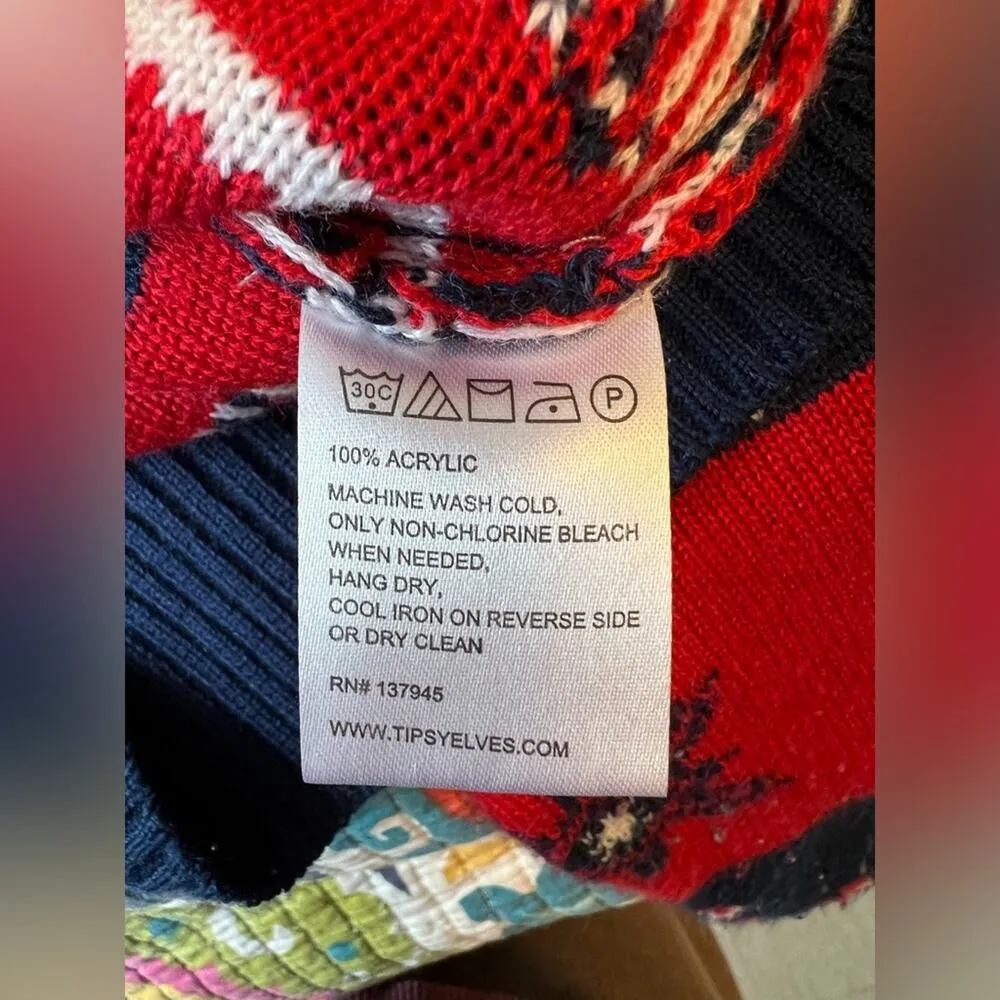 30C P
100% ACRYLIC
MACHINE WASH COLD,
ONLY NON-CHLORINE BLEACH
WHEN NEEDED,
HANG DRY,
COOL IRON ON REVERSE SIDE
OR DRY CLEAN
RN# 137945
WWW.TIPSYELVES.COM